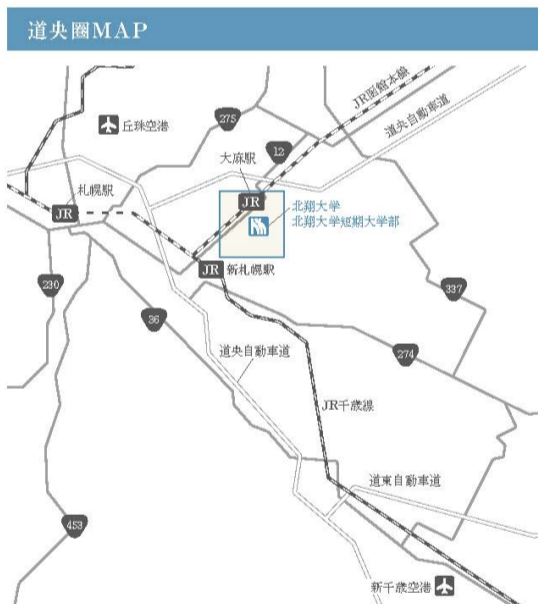 道央圏MAP
JR函館本線
道央自動車道
275
丘珠空港
12
大麻駅
札幌駅
JR
JR
北翔大学
北翔大学短期大学部
JR
新札幌駅
230
337
36
274
道央自動車道
JR千歳線
道東自動車道
453
新千歳空港